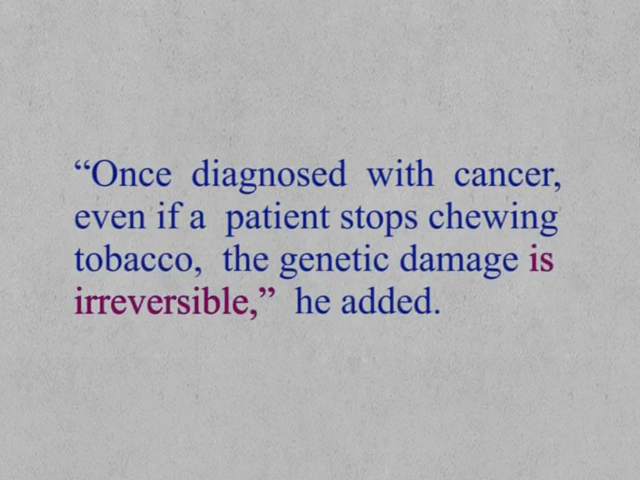 “Once diagnosed with cancer,
even if a patient stops chewing
tobacco, the genetic damage is
irreversible,” he added.